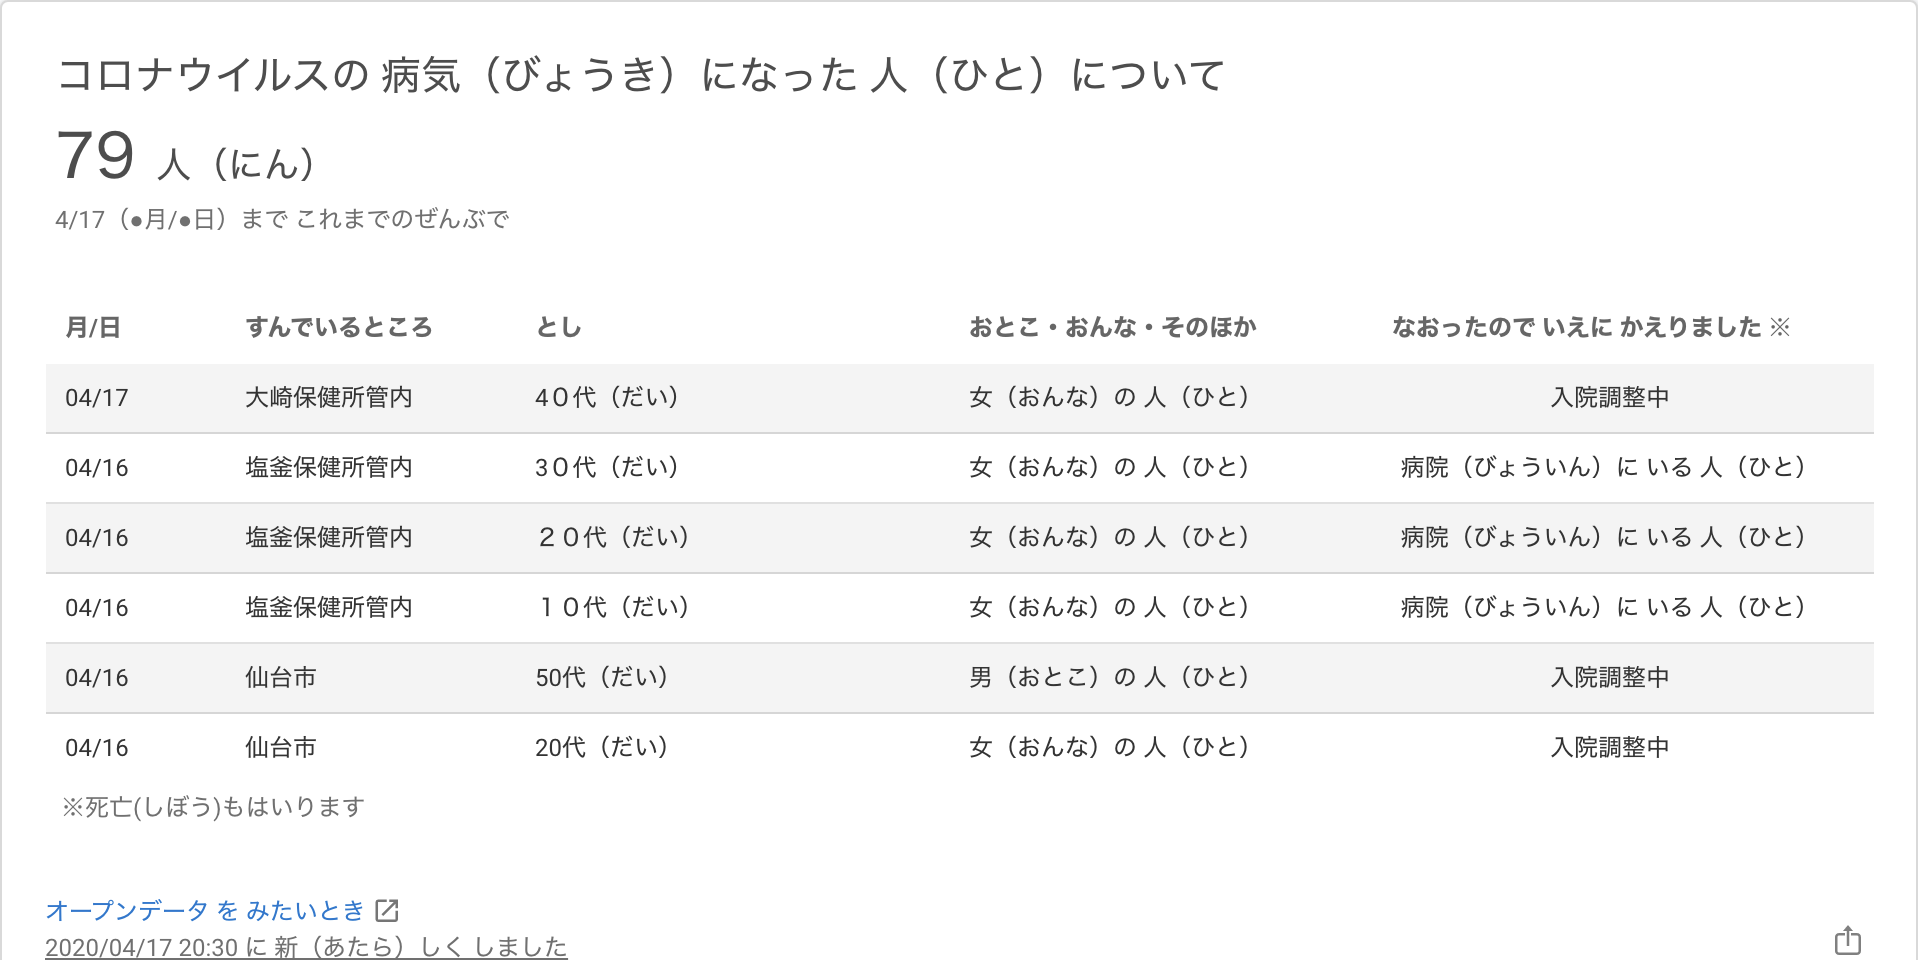 コロナウイルスの 病気（びょうき）になった 人（ひと）について
79 人（にん）
4/17（●月/●日）まで これまでのぜんぶで
月/日 すんでいるところ とし おとこ・おんな・そのほか なおったので いえに かえりました ※
04/17 大崎保健所管内 4０代（だい） 女（おんな）の 人（ひと） 入院調整中
04/16 塩釜保健所管内 3０代（だい） 女（おんな）の 人（ひと） 病院（びょういん）に いる 人（ひと）
04/16 塩釜保健所管内 ２０代（だい） 女（おんな）の 人（ひと） 病院（びょういん）に いる 人（ひと）
04/16 塩釜保健所管内 １０代（だい） 女（おんな）の 人（ひと） 病院（びょういん）に いる 人（ひと）
04/16 仙台市 50代（だい） 男（おとこ）の 人（ひと） 入院調整中
04/16 仙台市 20代（だい） 女（おんな）の 人（ひと） 入院調整中
※死亡(しぼう)もはいります
オープンデータ を みたいとき
2020/04/17 20:30 に 新（あたら）しく しました